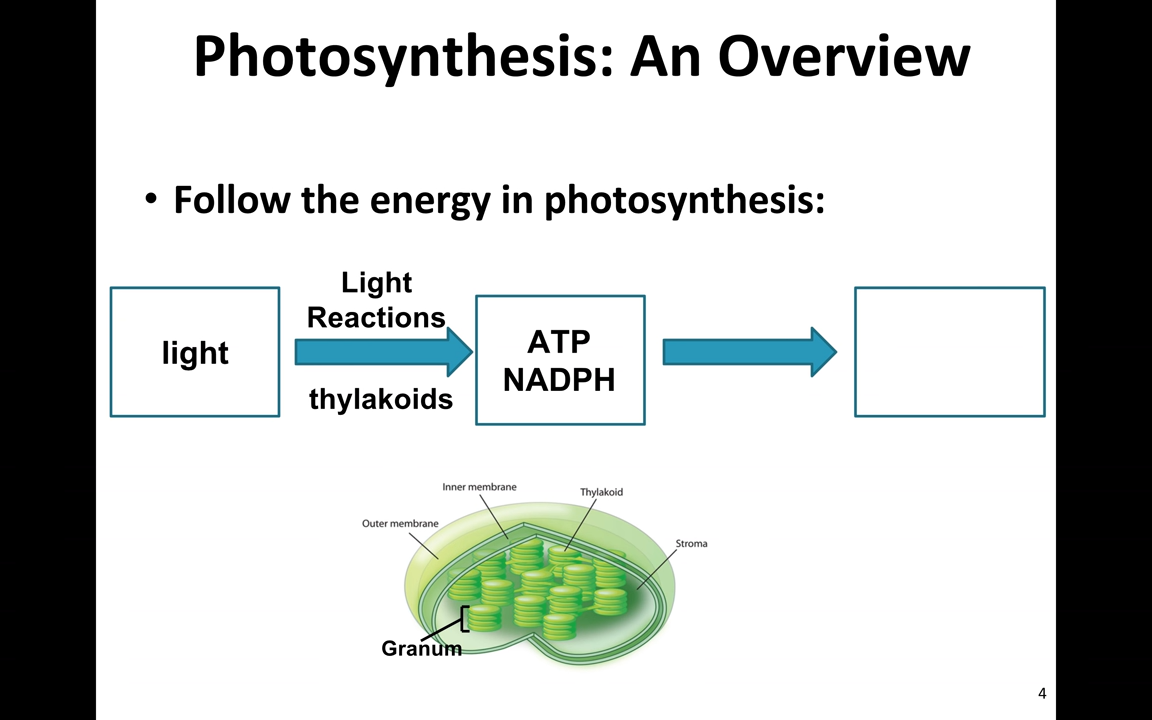 Photosynthesis: An Overview
• Follow the energy in photosynthesis:
light
Light
Reactions
thylakoids
ATP
NADPH
Inner membrane
Thylakoid
Outer membrane
Stroma
Granum
4